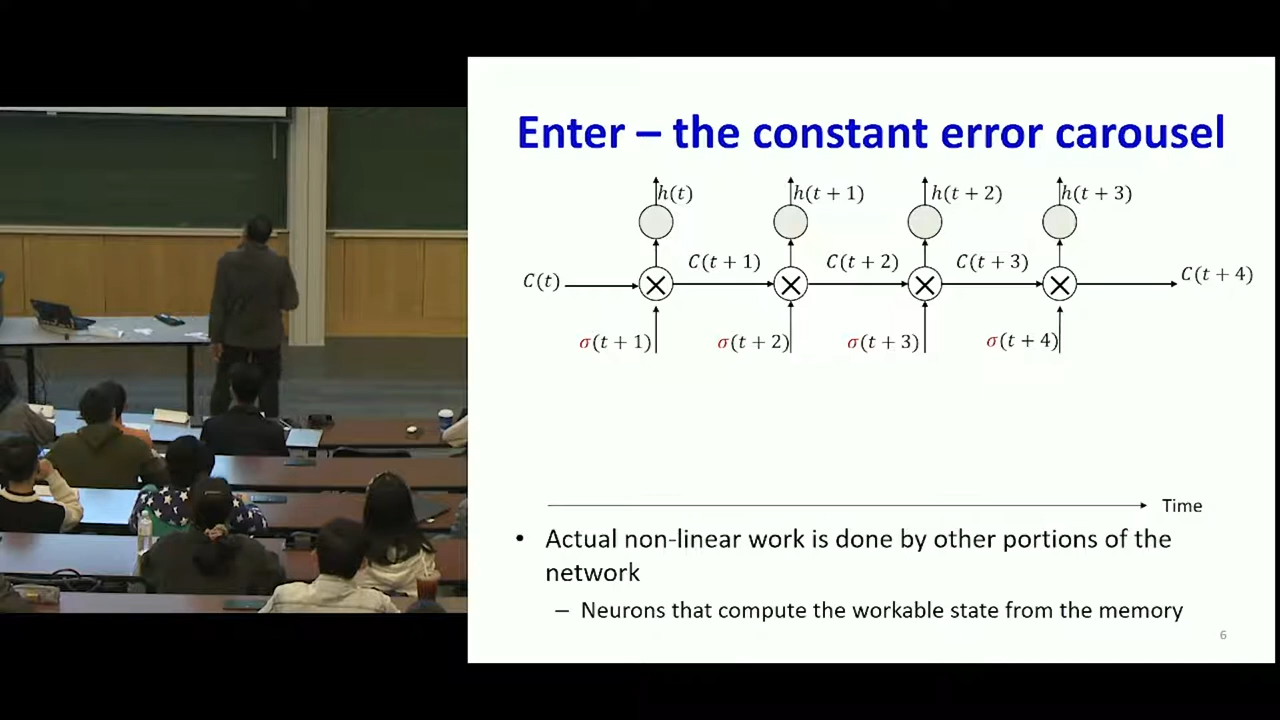 Enter – the constant error carousel
h(t) h(t + 1) h(t + 2) h(t + 3)
C(t) C(t + 1) C(t + 2) C(t + 3) C(t + 4)
σ(t + 1) σ(t + 2) σ(t + 3) σ(t + 4)
Time
• Actual non-linear work is done by other portions of the
network
– Neurons that compute the workable state from the memory
6